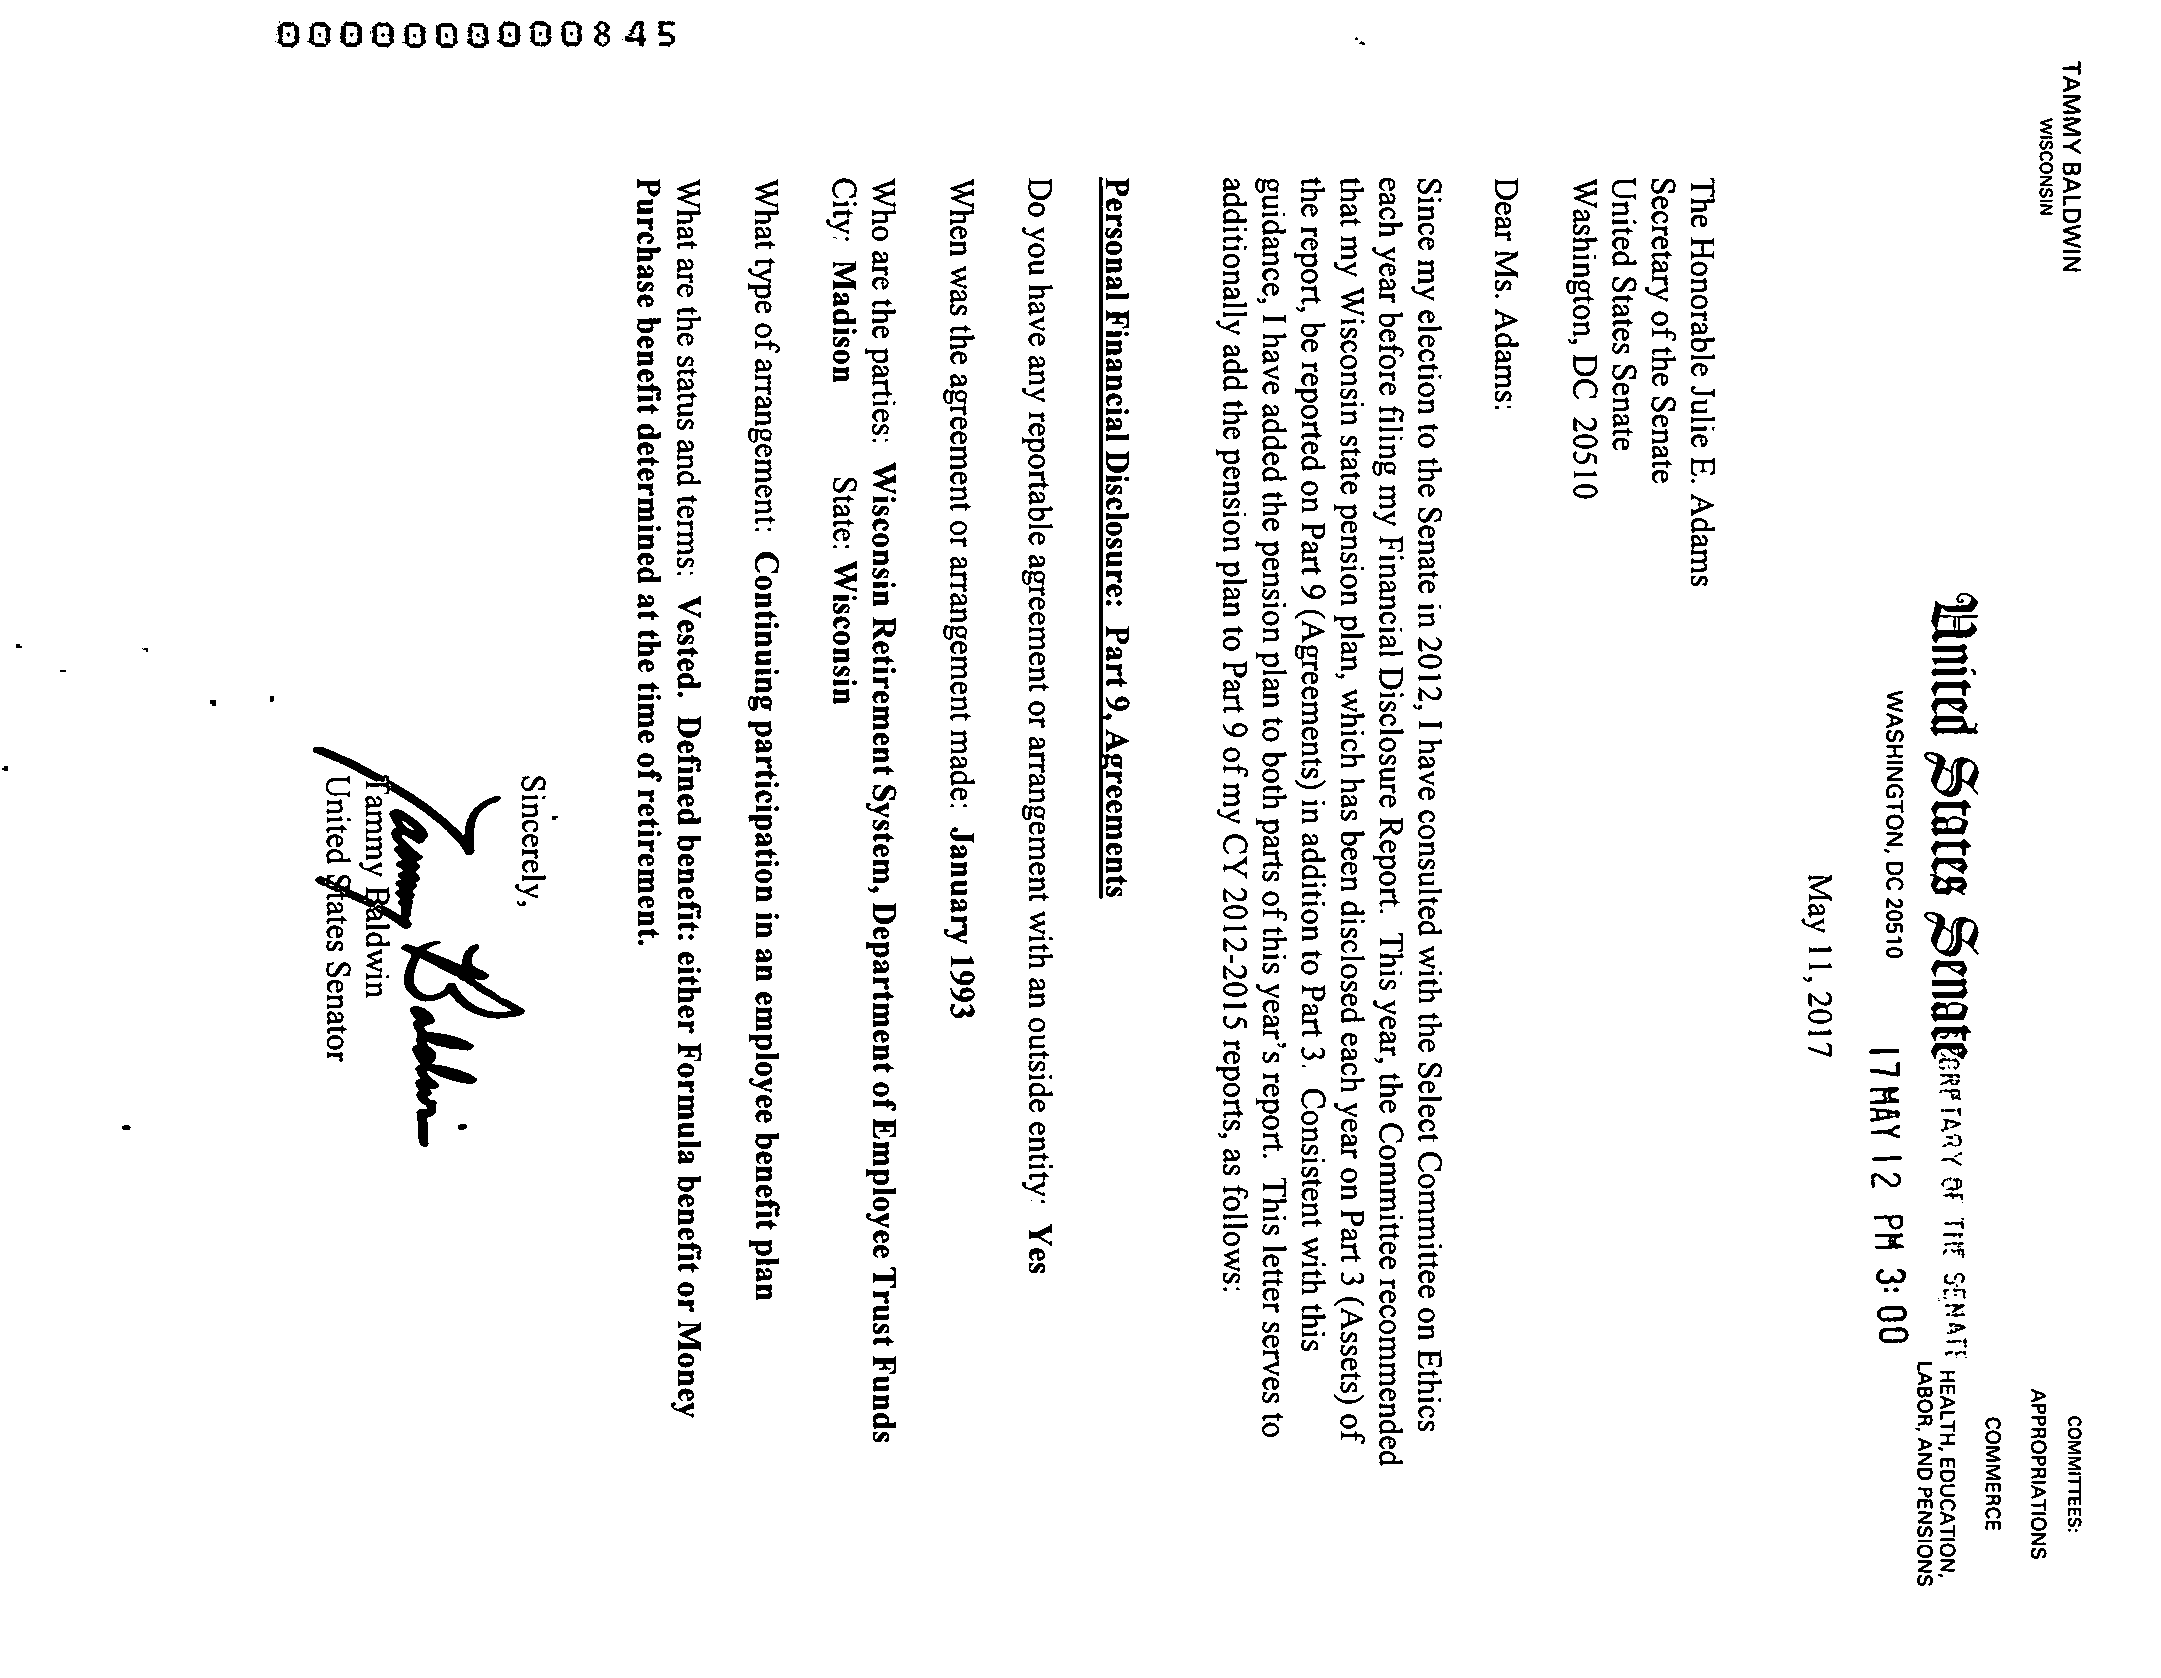 TAMMY BALDWIN
WISCONSIN
COMMITTEES:
APPROPRIATIONS
COMMERCE
HEALTH, EDUCATION,
LABOR, AND PENSIONS
United States Senate
SECRETARY OF THE SENATE
WASHINGTON, DC 20510
17 MAY 12 PM 3:00
May 11, 2017
The Honorable Julie E. Adams
Secretary of the Senate
United States Senate
Washington, DC 20510
Dear Ms. Adams:
Since my election to the Senate in 2012, I have consulted with the Select Committee on Ethics
each year before filing my Financial Disclosure Report. This year, the Committee recommended
that my Wisconsin state pension plan, which has been disclosed each year on Part 3 (Assets) of
the report, be reported on Part 9 (Agreements) in addition to Part 3. Consistent with this
guidance, I have added the pension plan to both parts of this year's report. This letter serves to
additionally add the pension plan to Part 9 of my CY 2012-2015 reports, as follows:
Personal Financial Disclosure: Part 9, Agreements
Do you have any reportable agreement or arrangement with an outside entity: Yes
When was the agreement or arrangement made: January 1993
Who are the parties: Wisconsin Retirement System, Department of Employee Trust Funds
City: Madison State: Wisconsin
What type of arrangement: Continuing participation in an employee benefit plan
What are the status and terms: Vested. Defined benefit: either Formula benefit or Money
Purchase benefit determined at the time of retirement.
Sincerely,
Tammy Baldwin
Tammy Baldwin
United States Senator
0000000000845